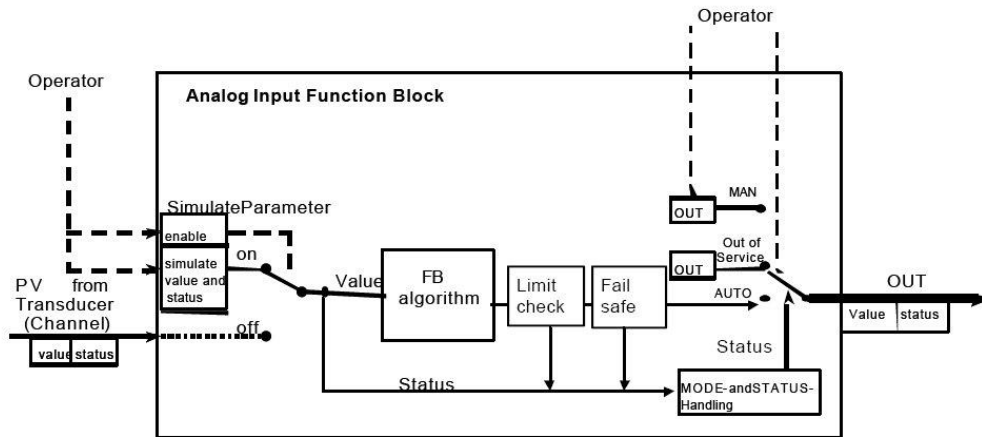 Operator
Operator
Analog Input Function Block
MAN
OUT
SimulateParameter
enable
on
simulate
value and
status
Out of
Service
OUT
PV from
Transducer
(Channel)
value status
off
Value
FB
algorithm
Limit
check
Fail
safe
AUTO
OUT
Value status
Status
Status
MODE-andSTATUS-
Handling